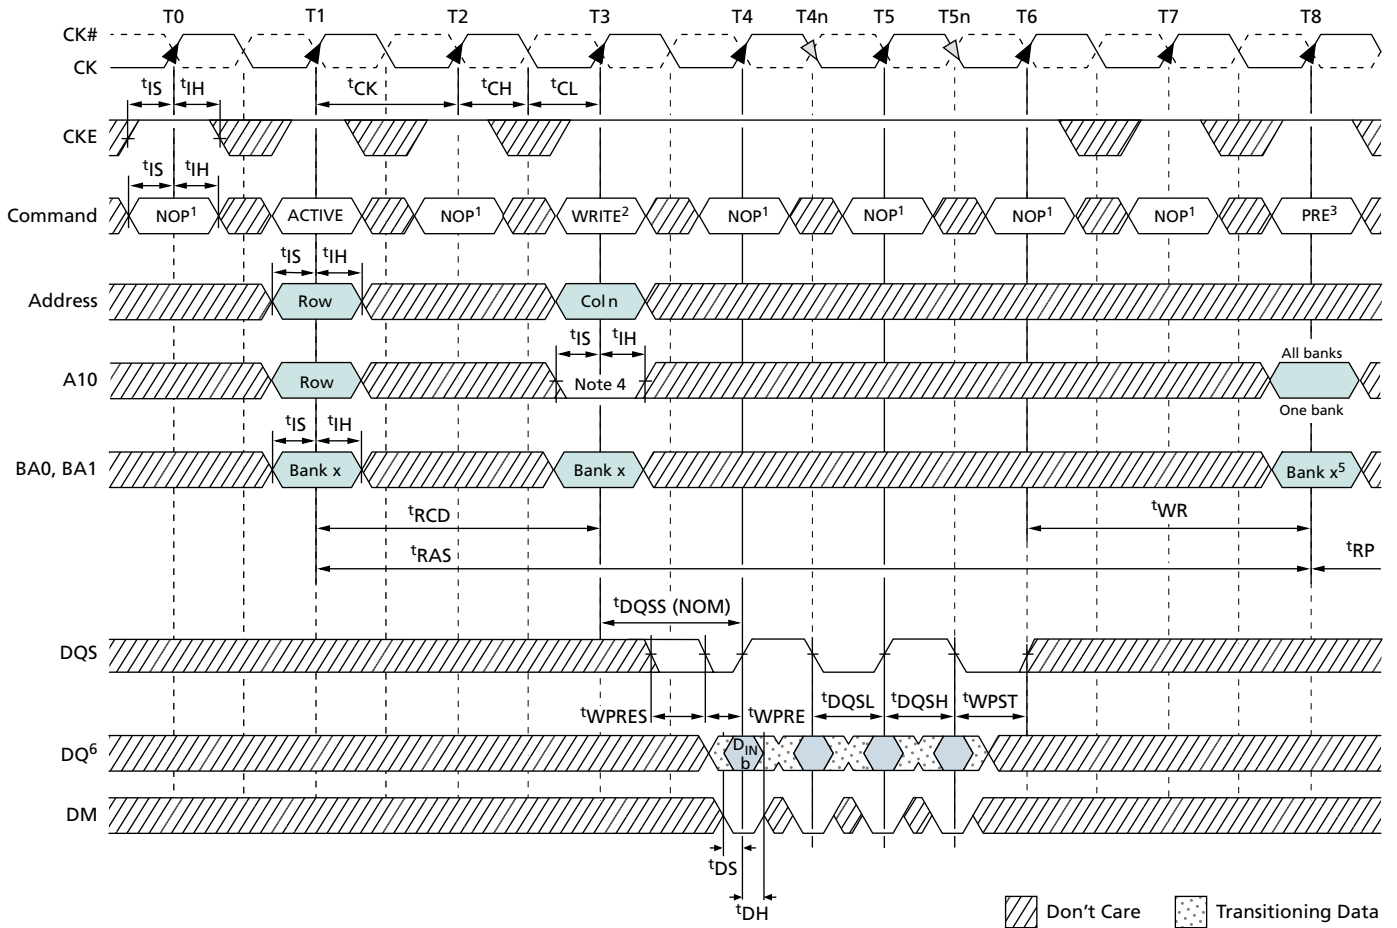 T0 T1 T2 T3 T4 T4n T5 T5n T6 T7 T8
CK#
CK
tIS tIH tCK tCH tCL
CKE
tIS tIH
Command NOP1 ACTIVE NOP1 WRITE2 NOP1 NOP1 NOP1 NOP1 PRE3
tIS tIH
Address Row Col n
tIS tIH
All banks
A10 Row Note 4
One bank
tIS tIH
BA0, BA1 Bank x Bank x Bank x5
tRCD tWR
tRAS tRP
tDQSS (NOM)
DQS
tWPRES tWPRE tDQSL tDQSH tWPST
DQ6 DIN
b
DM
tDS
tDH
Don't Care Transitioning Data